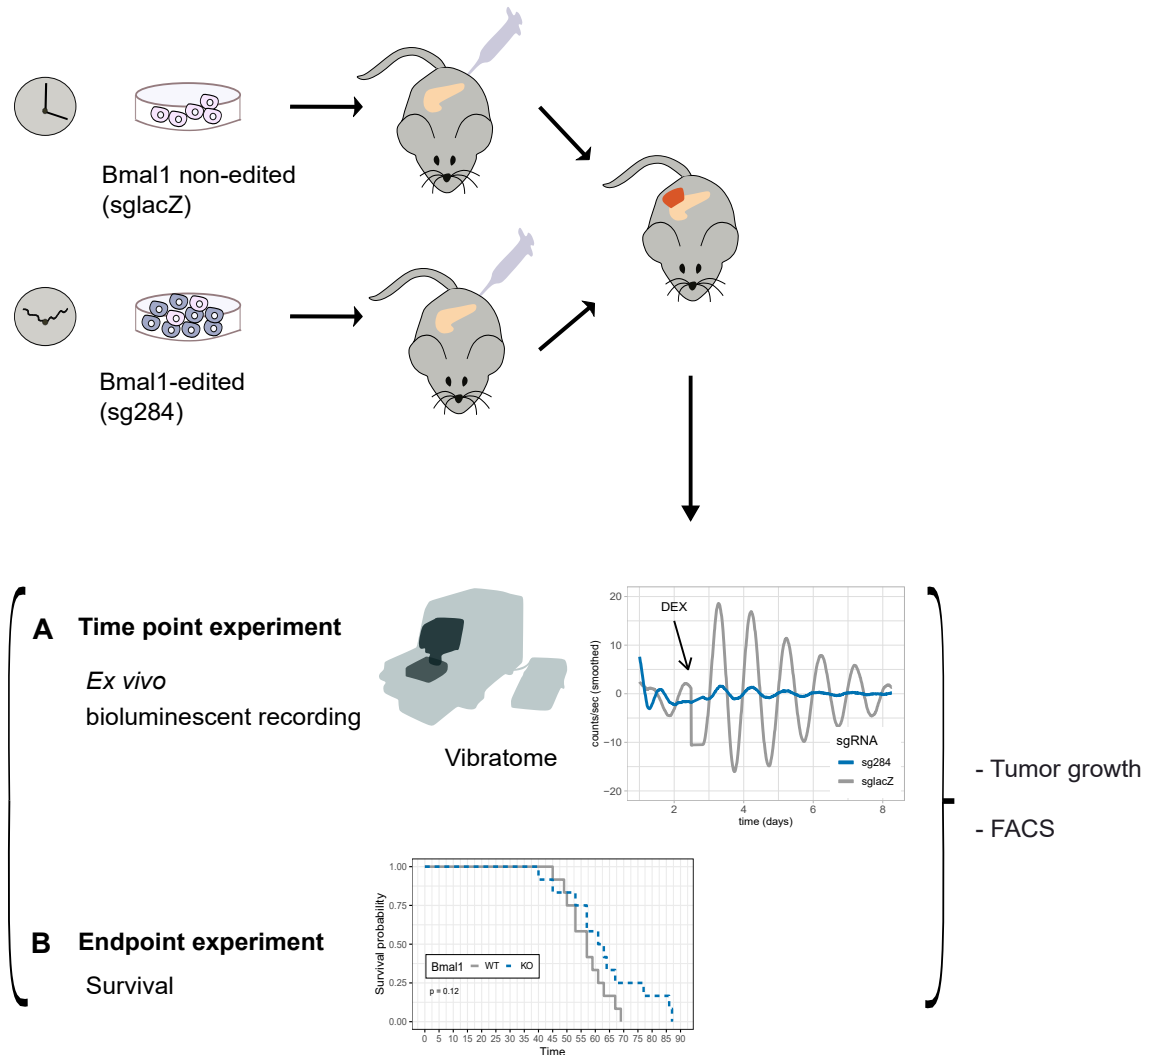 Bmal1 non-edited
(sglacZ)
Bmal1-edited
(sg284)
A Time point experiment
Ex vivo
bioluminescent recording
Vibratome
counts/sec (smoothed)
20
10
0
−10
−20
DEX
sgRNA
sg284
sglacZ
2 4 6 8
time (days)
- Tumor growth
- FACS
B Endpoint experiment
Survival
Survival probability
1.00
0.75
0.50
0.25
0.00
Bmal1 WT KO
p = 0.12
0 5 10 15 20 25 30 35 40 45 50 55 60 65 70 75 80 85 90
Time